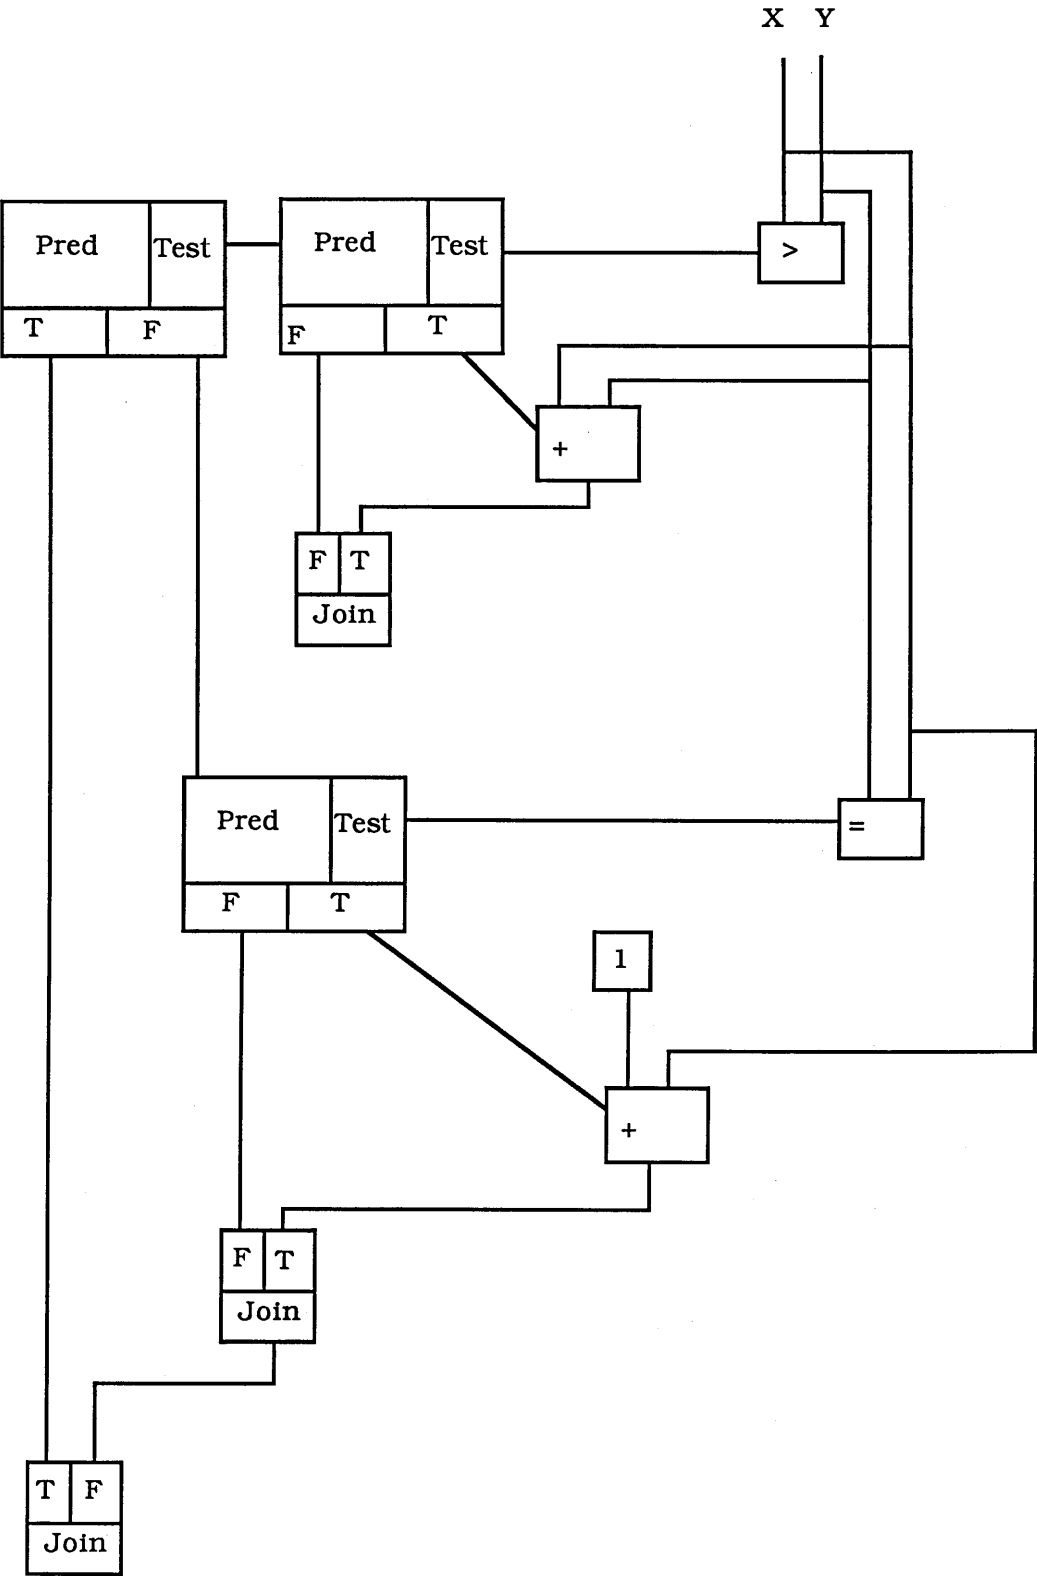 X Y
Pred Test
Pred Test
>
T F
F T
+
F T
Join
Pred Test
=
F T
1
+
F T
Join
T F
Join